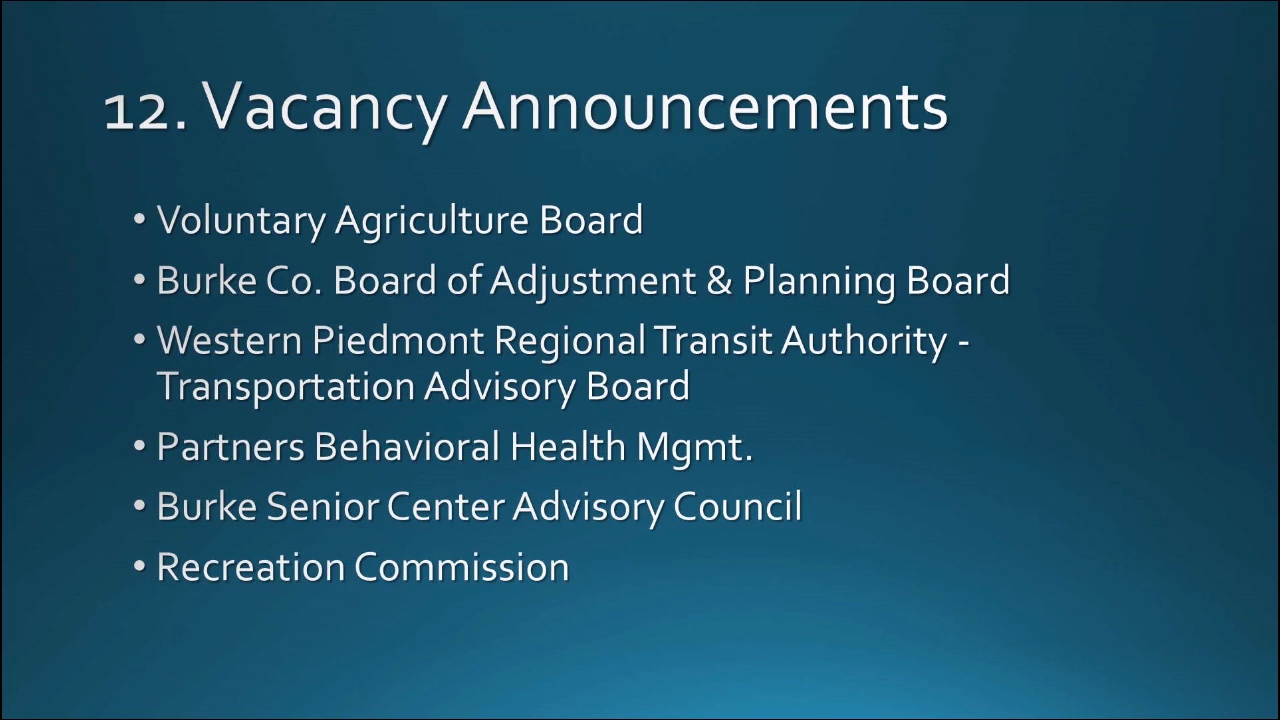 12. Vacancy Announcements
• Voluntary Agriculture Board
• Burke Co. Board of Adjustment & Planning Board
• Western Piedmont Regional Transit Authority -
Transportation Advisory Board
• Partners Behavioral Health Mgmt.
• Burke Senior Center Advisory Council
• Recreation Commission